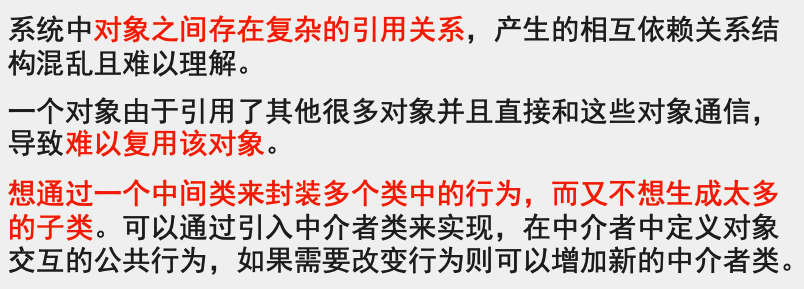 系统中对象之间存在复杂的引用关系，产生的相互依赖关系结
构混乱且难以理解。
一个对象由于引用了其他很多对象并且直接和这些对象通信，
导致难以复用该对象。
想通过一个中间类来封装多个类中的行为，而又不想生成太多
的子类。可以通过引入中介者类来实现，在中介者中定义对象
交互的公共行为，如果需要改变行为则可以增加新的中介者类。